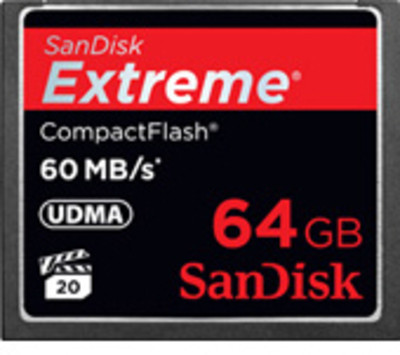 SanDisk
Extreme®
CompactFlash®
60 MB/s*
UDMA
64 GB
20
SanDisk